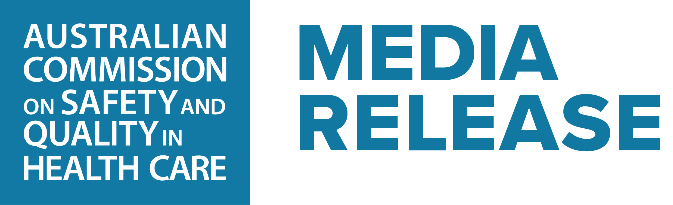 AUSTRALIAN
COMMISSION
ON SAFETY AND
QUALITY IN
HEALTH CARE
MEDIA
RELEASE